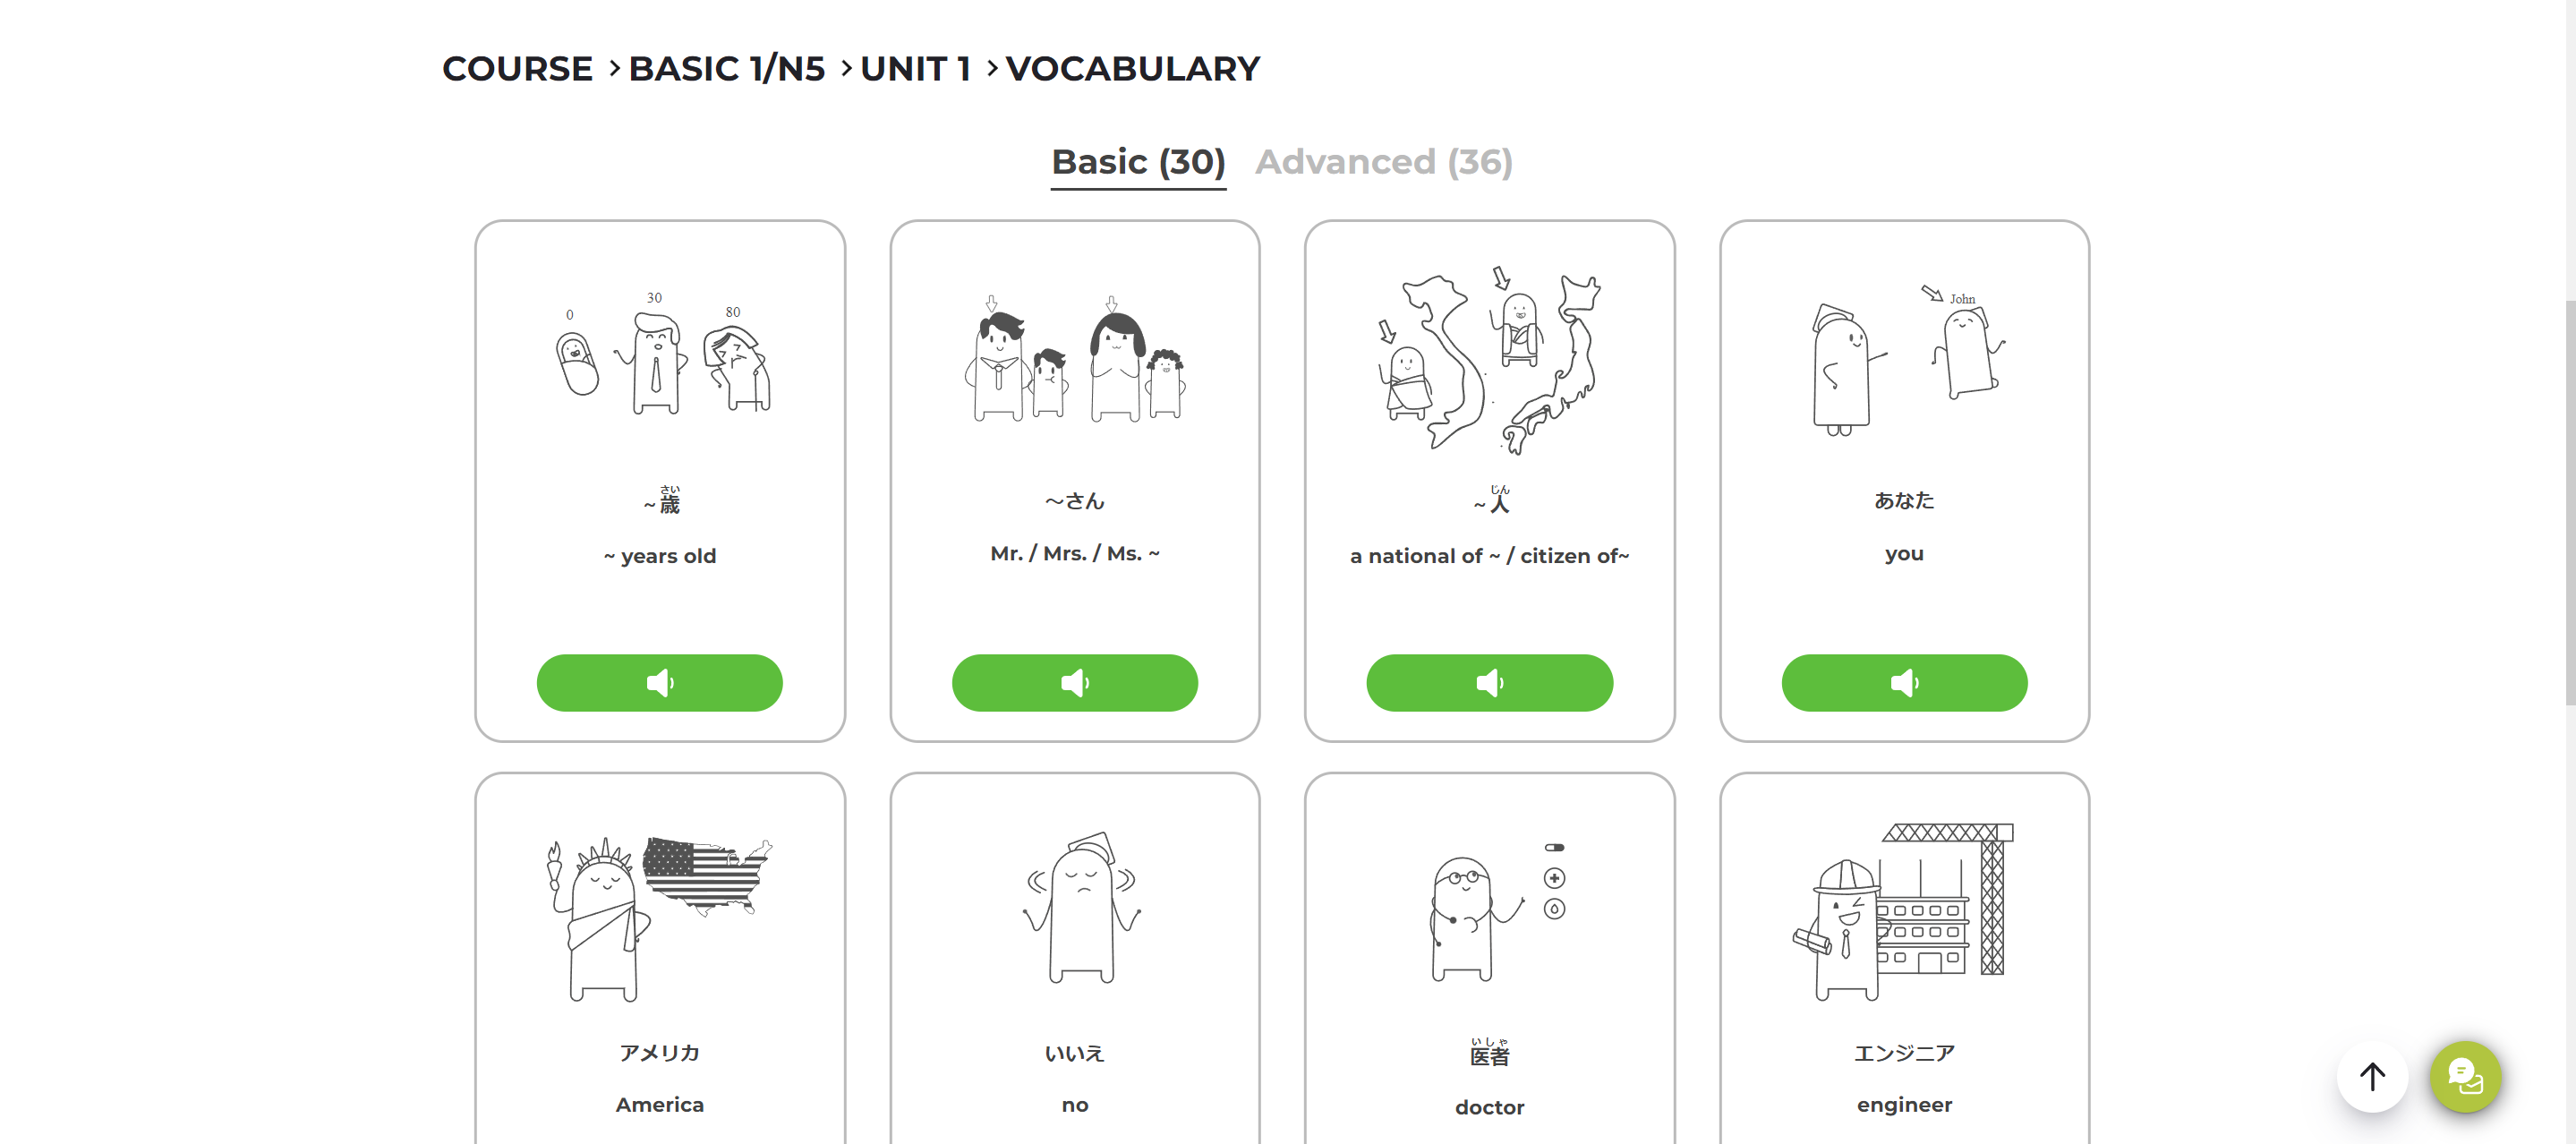 COURSE > BASIC 1/N5 > UNIT 1 > VOCABULARY
Basic (30) Advanced (36)
0
30
80
さい
~ 歳
~ years old
~さん
Mr. / Mrs. / Ms. ~
じん
~ 人
a national of ~ / citizen of~
John
あなた
you
アメリカ
America
いいえ
no
いしゃ
医者
doctor
エンジニア
engineer